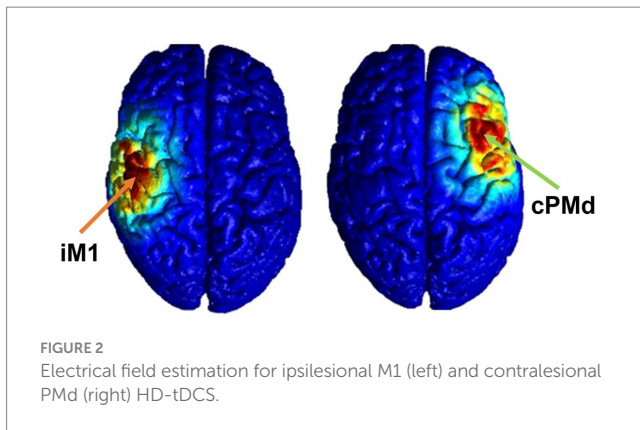 iM1
cPMd
FIGURE 2
Electrical field estimation for ipsilesional M1 (left) and contralesional
PMd (right) HD-tDCS.